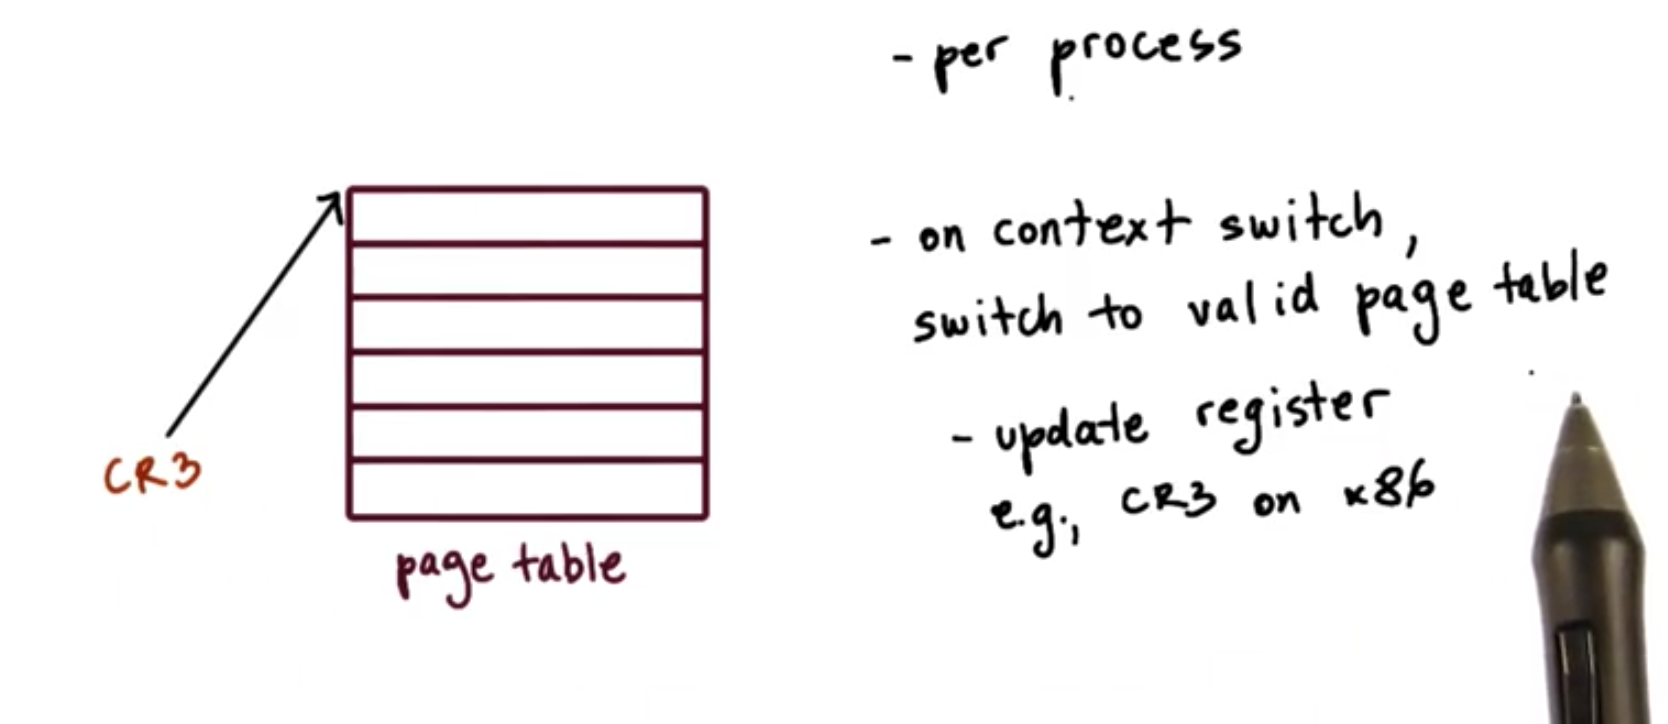 - per process
- on context switch,
switch to valid page table
- update register
e.g., CR3 on x86
CR3
page table